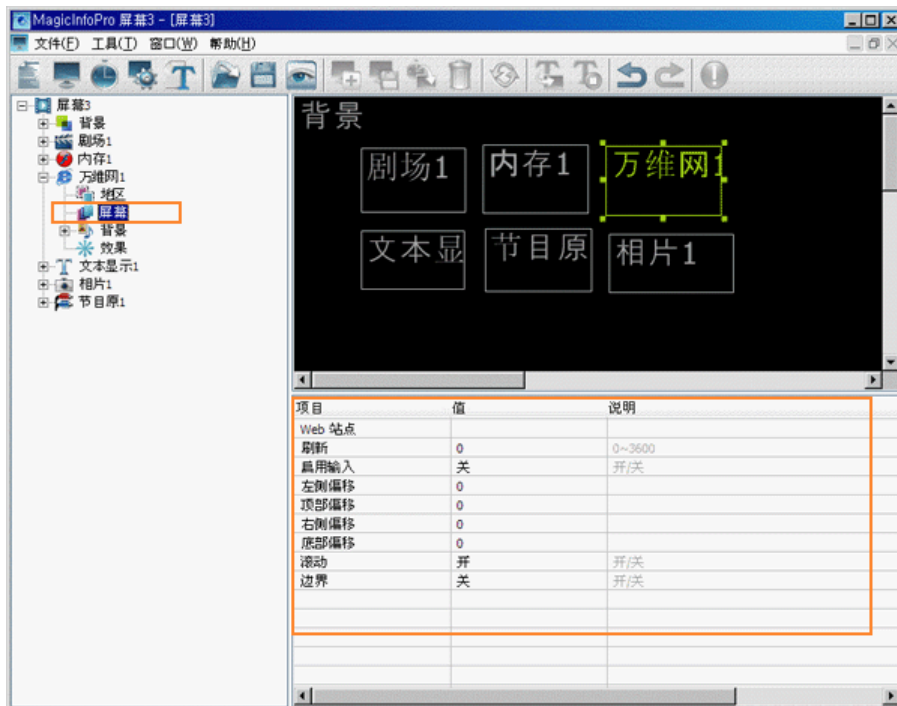 MagicInfoPro 屏幕3 - [屏幕3]
文件(F) 工具(T) 窗口(W) 帮助(H)
屏幕3
背景
剧场1
内存1
万维网1
地区
屏幕
背景
效果
文本显示1
相片1
节目原1
背景
剧场1 内存1 万维网1
文本显 节目原 相片1
项目 值 说明
Web 站点
刷新 0 0~3600
启用输入 关 开/关
左侧偏移 0
顶部偏移 0
右侧偏移 0
底部偏移 0
滚动 开 开/关
边界 关 开/关